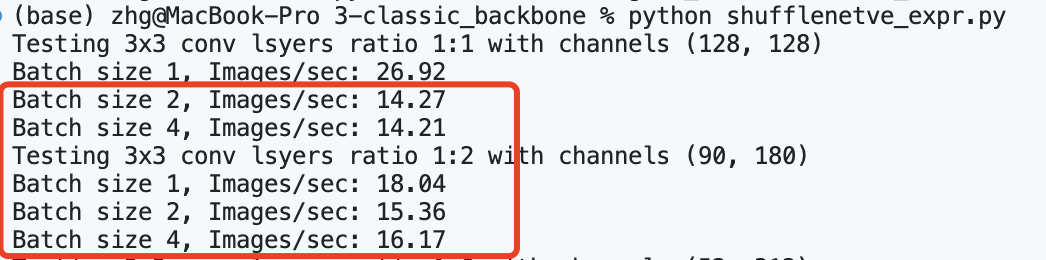 (base) zhg@MacBook-Pro 3-classic_backbone % python shufflenetve_expr.py
Testing 3x3 conv lsyers ratio 1:1 with channels (128, 128)
Batch size 1, Images/sec: 26.92
Batch size 2, Images/sec: 14.27
Batch size 4, Images/sec: 14.21
Testing 3x3 conv lsyers ratio 1:2 with channels (90, 180)
Batch size 1, Images/sec: 18.04
Batch size 2, Images/sec: 15.36
Batch size 4, Images/sec: 16.17